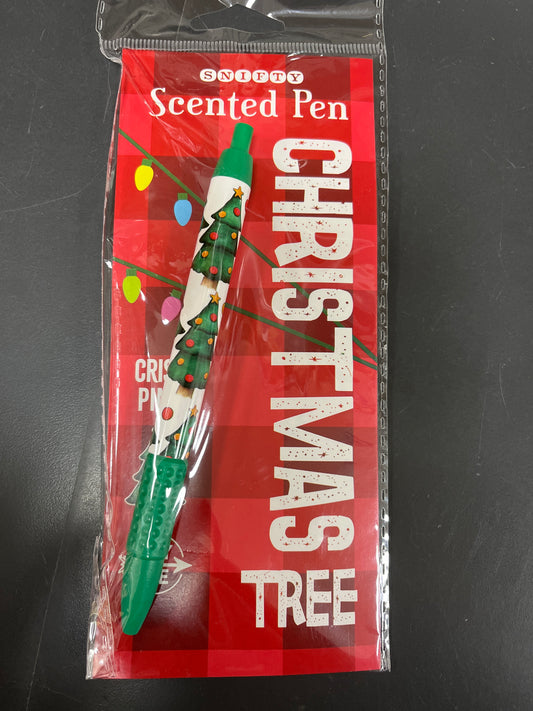 SNIFTY
Scented Pen
CHRISTMAS
TREE